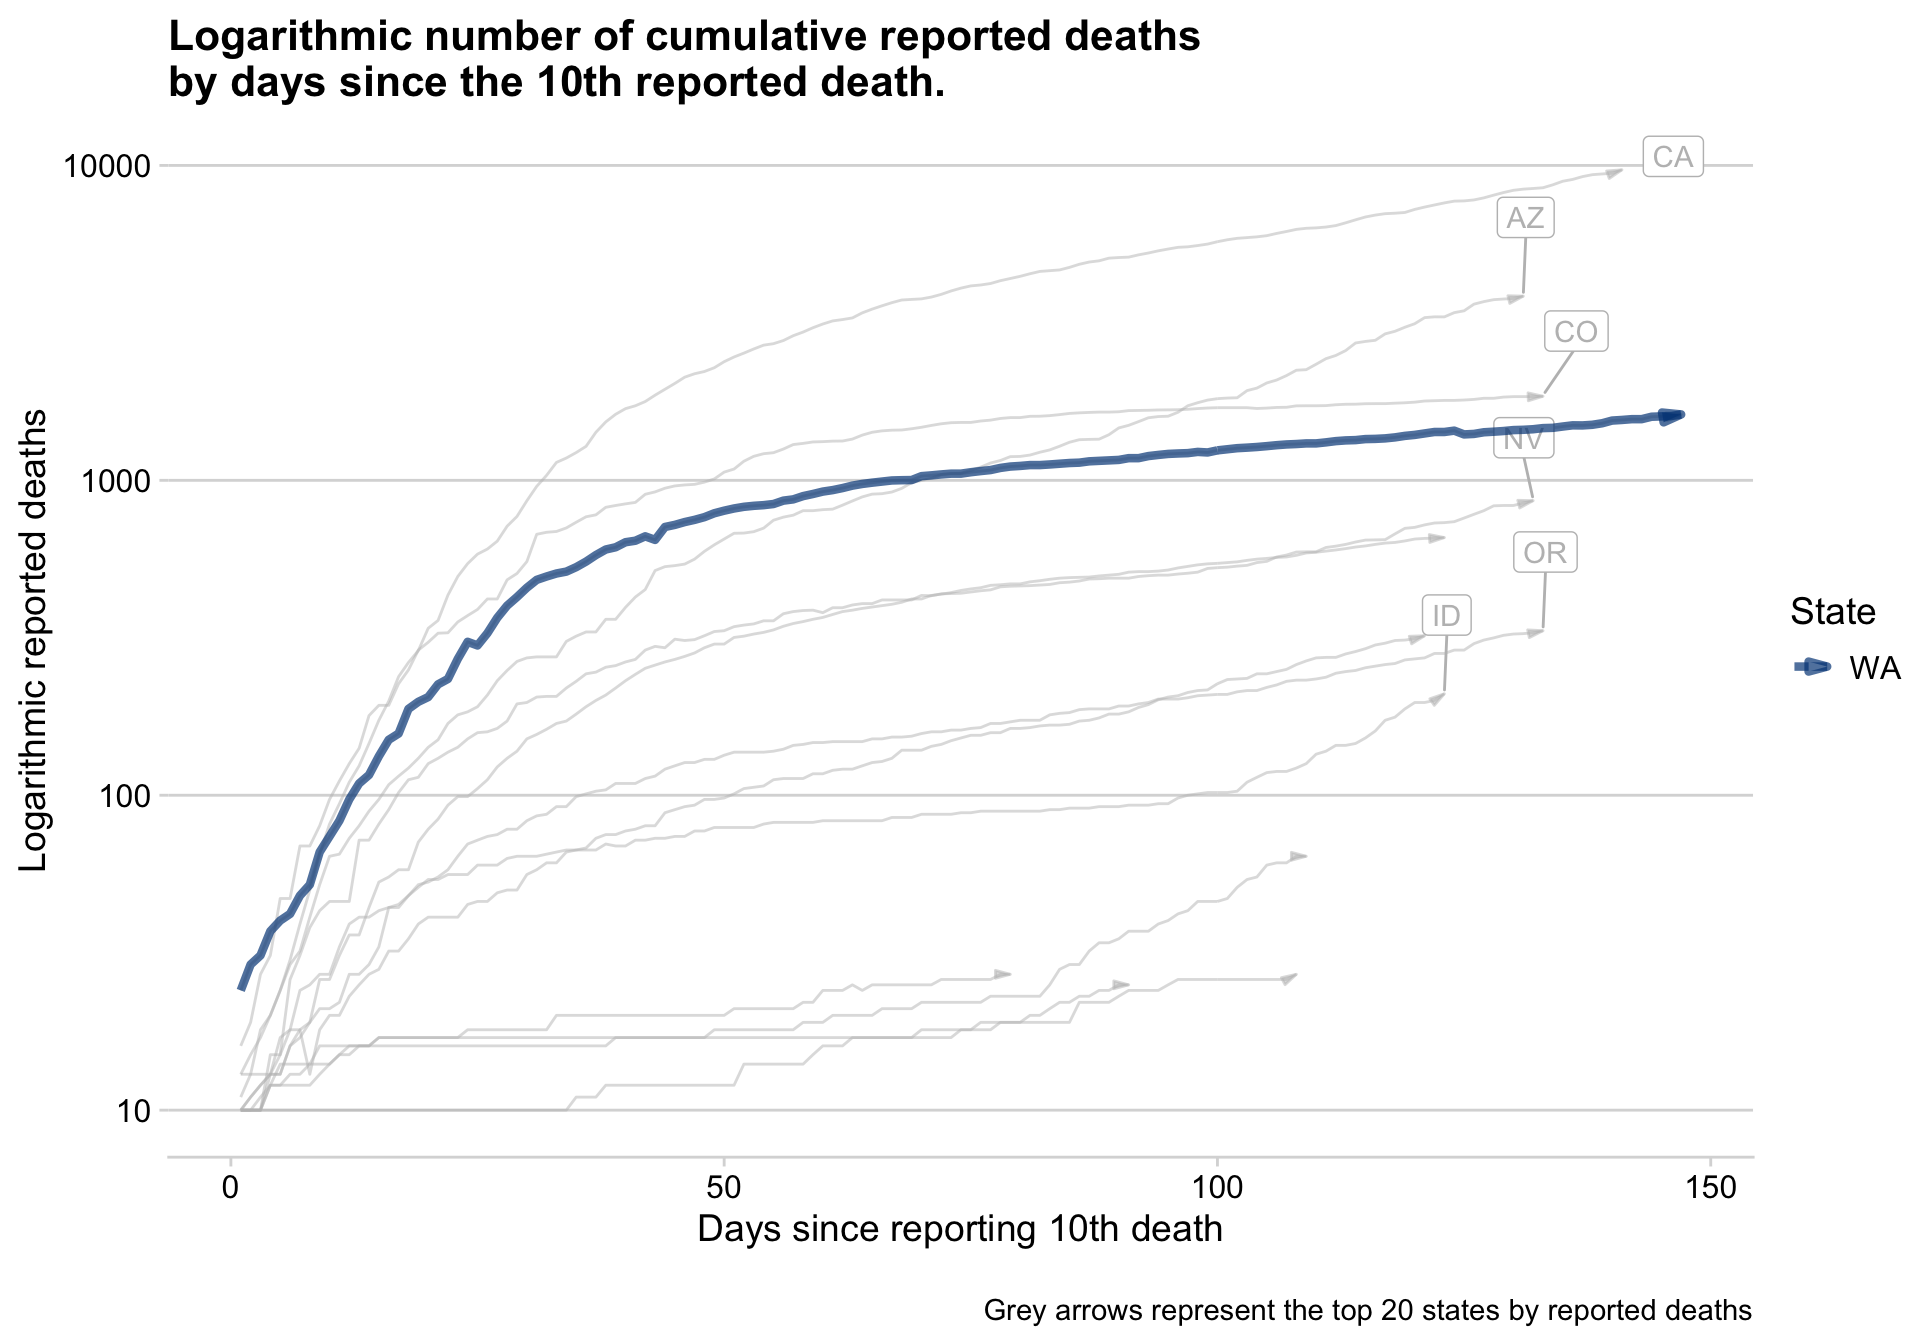 Logarithmic number of cumulative reported deaths
by days since the 10th reported death.
Logarithmic reported deaths
10000
1000
100
10
CA
AZ
CO
NV
OR
ID
State
WA
0 50 100 150
Days since reporting 10th death
Grey arrows represent the top 20 states by reported deaths